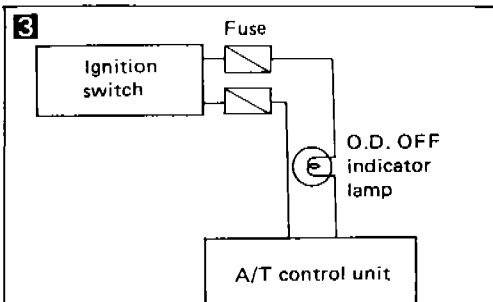 3
Fuse
Ignition
switch
O.D. OFF
indicator
lamp
A/T control unit